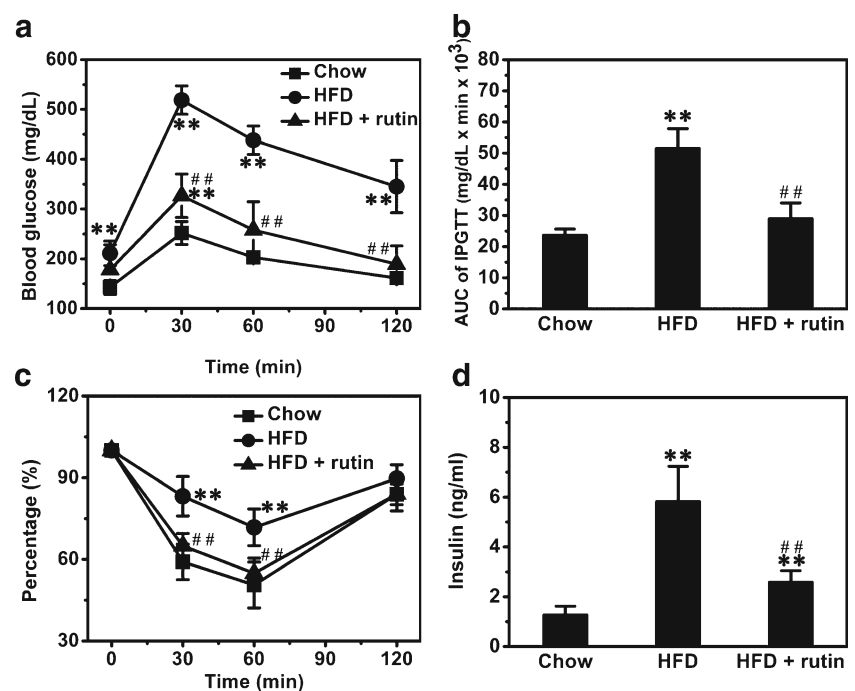 a
Blood glucose (mg/dL)
600
500
400
300
200
100
Chow
HFD
HFD + rutin
**
**
**
**
##
**
##
##
0
30
60
90
120
Time (min)
b
AUC of IPGTT (mg/dL x min x 10³)
80
70
60
50
40
30
20
10
0
**
##
Chow
HFD
HFD + rutin
c
Percentage (%)
120
90
60
30
Chow
HFD
HFD + rutin
**
**
##
##
0
30
60
90
120
Time (min)
d
Insulin (ng/ml)
10
8
6
4
2
0
**
##
**
Chow
HFD
HFD + rutin